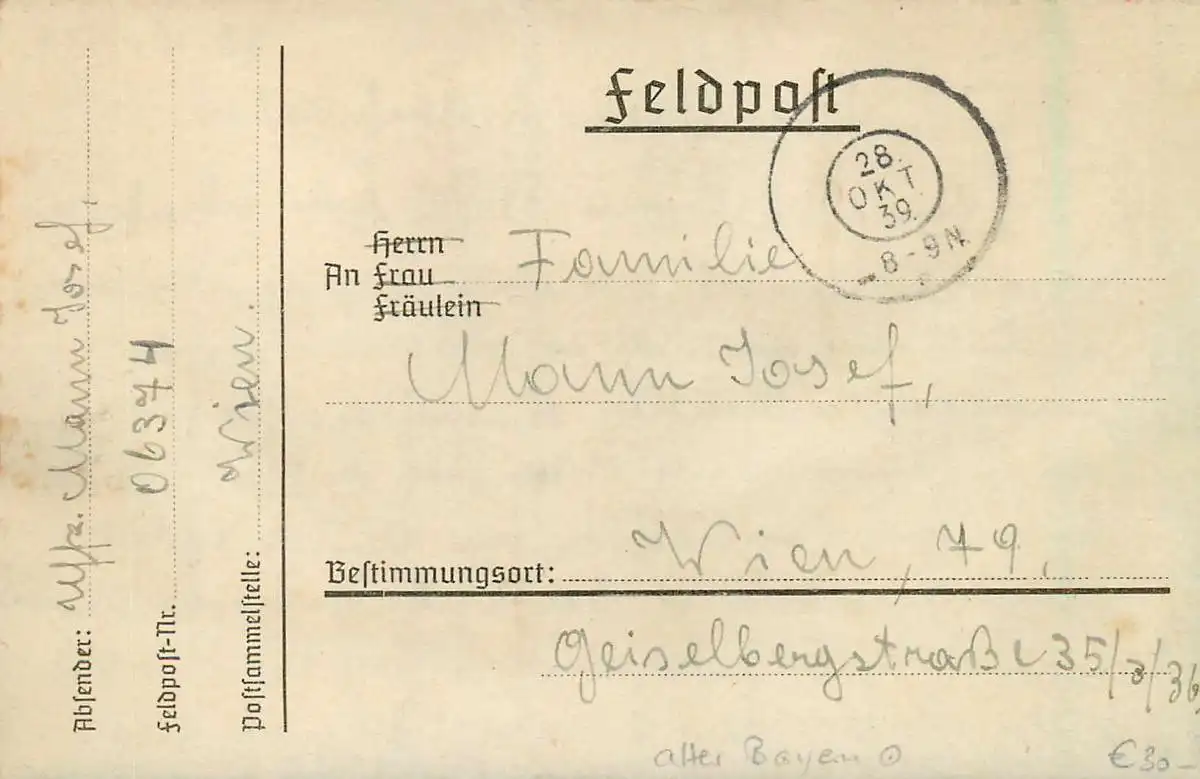 Feldpost
28.
OKT
39
8-9N.
Herrn
An Frau Familie
Fräulein
Mann Josef,
Bestimmungsort: Wien, 79,
Geiselbergstraße 35/3/36,
Absender: Uffz. Mann Josef,
Feldpost-Nr. 06374
Postsammelstelle: Wien.
alter Bayern
€ 30-